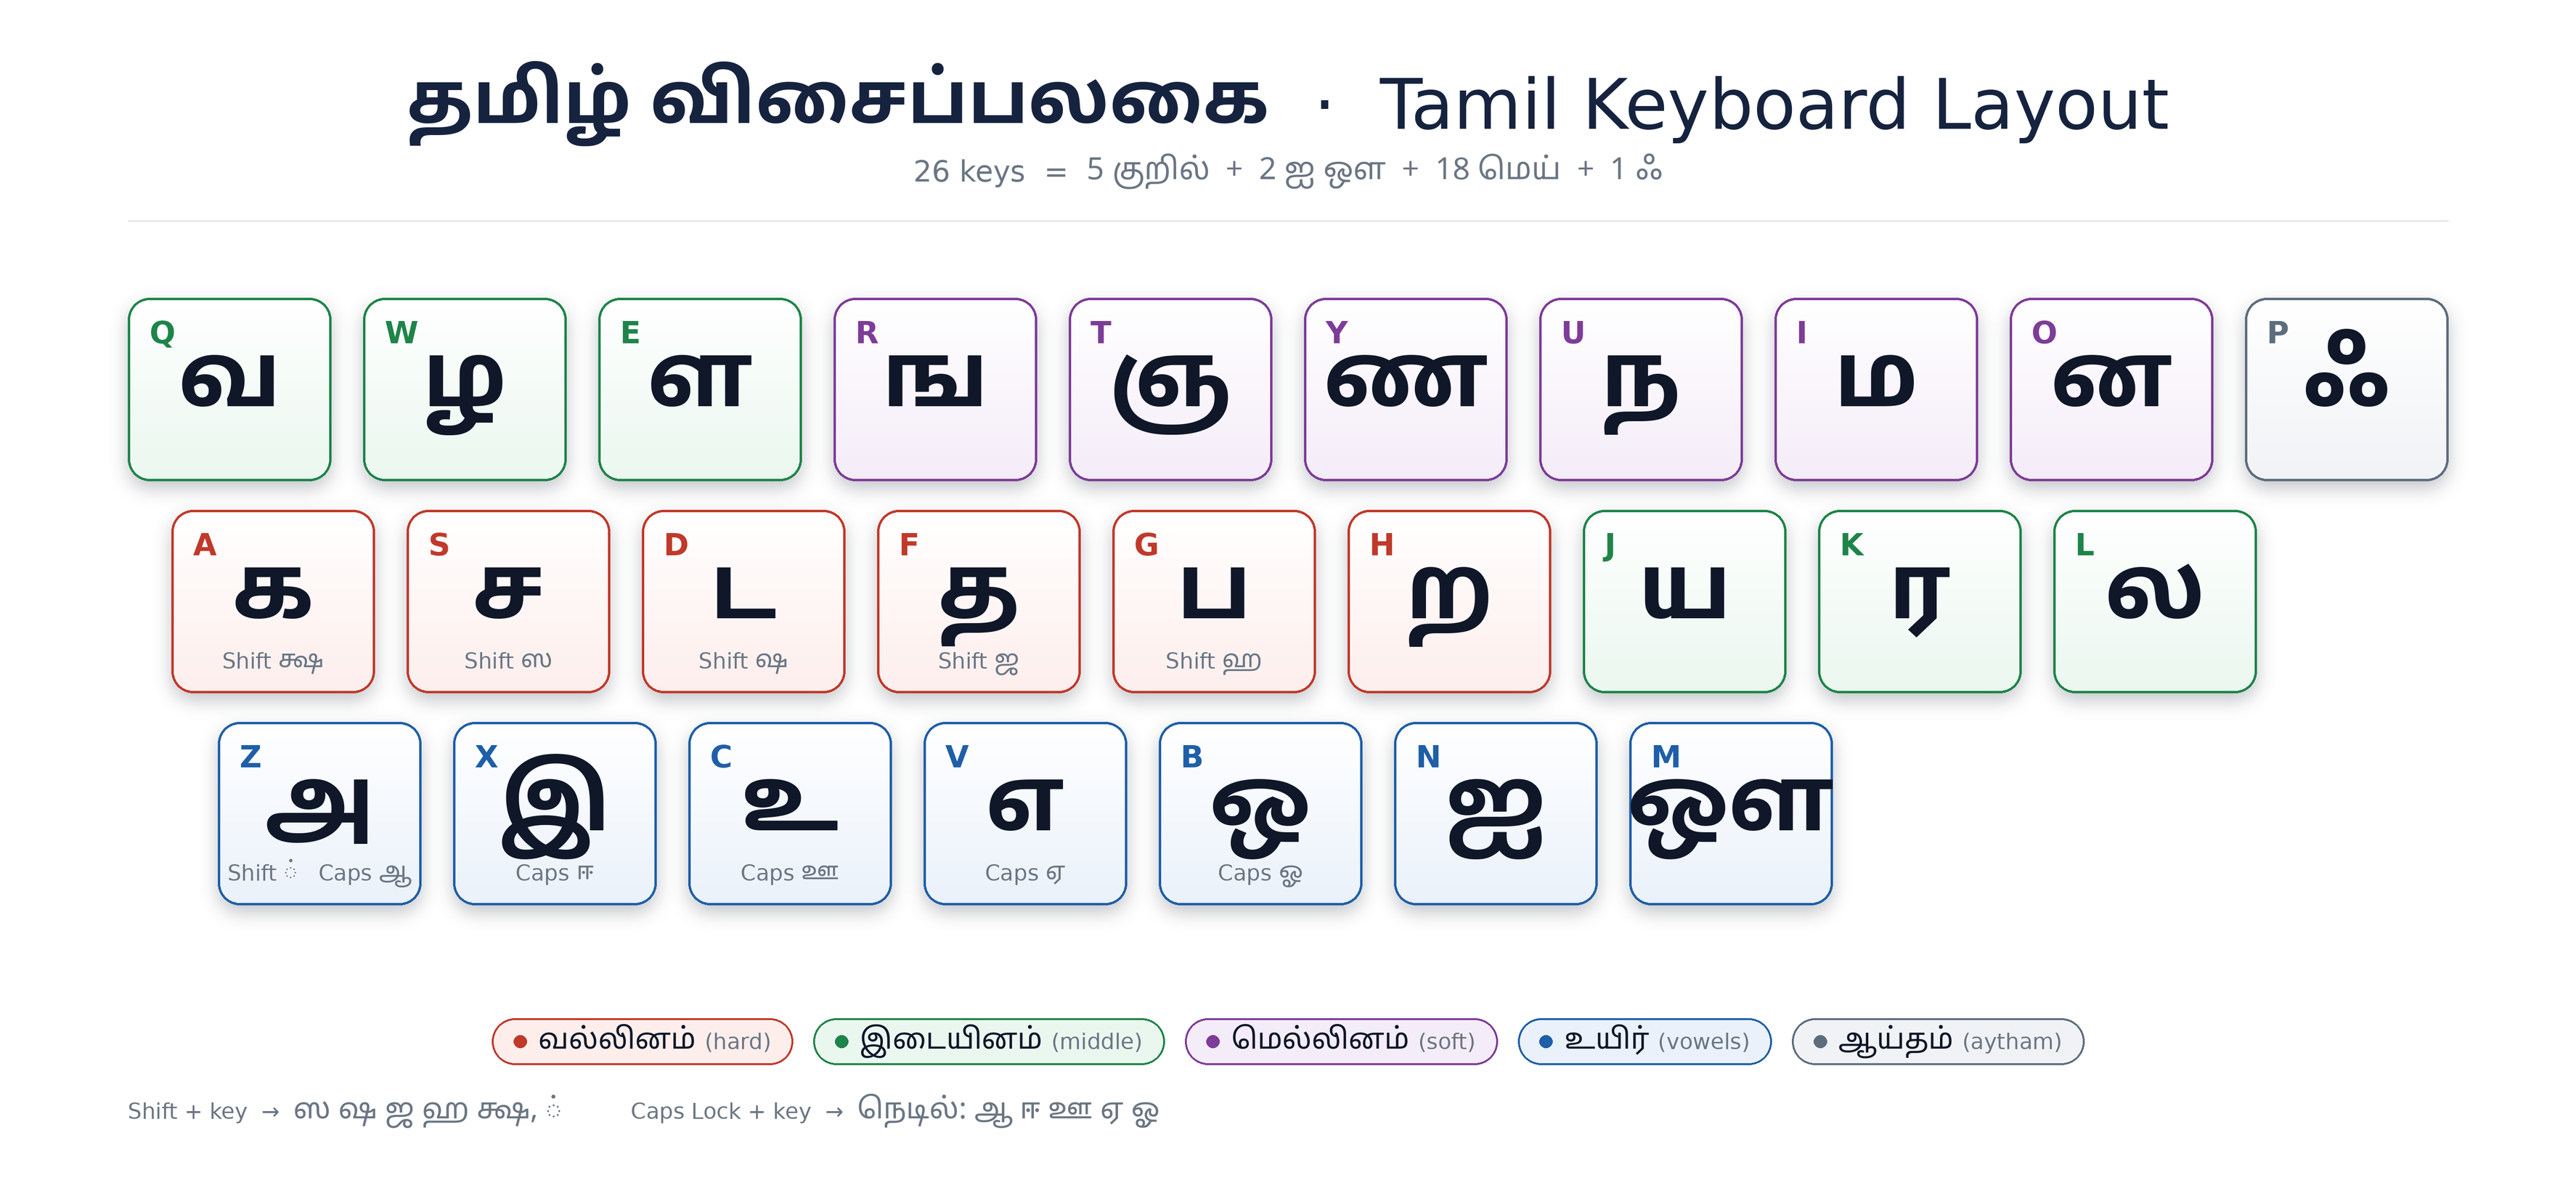 தமிழ் விசைப்பலகை · Tamil Keyboard Layout
26 keys = 5 குறில் + 2 ஐ ஔ + 18 மெய் + 1 ஃ
Q வ W ழ E ள R ங T ஞ Y ண U ந I ம O ன P ஃ
A க S ச D ட F த G ப H ற J ய K ர L ல
Shift க்ஷ Shift ஸ Shift ஷ Shift ஜ Shift ஹ
Z அ X இ C உ V எ B ஒ N ஐ M ஔ
Shift ் Caps ஆ Caps ஈ Caps ஊ Caps ஏ Caps ஓ
வல்லினம் (hard) இடையினம் (middle) மெல்லினம் (soft) உயிர் (vowels) ஆய்தம் (aytham)
Shift + key → ஸ ஷ ஜ ஹ க்ஷ, ் Caps Lock + key → நெடில்: ஆ ஈ ஊ ஏ ஓ